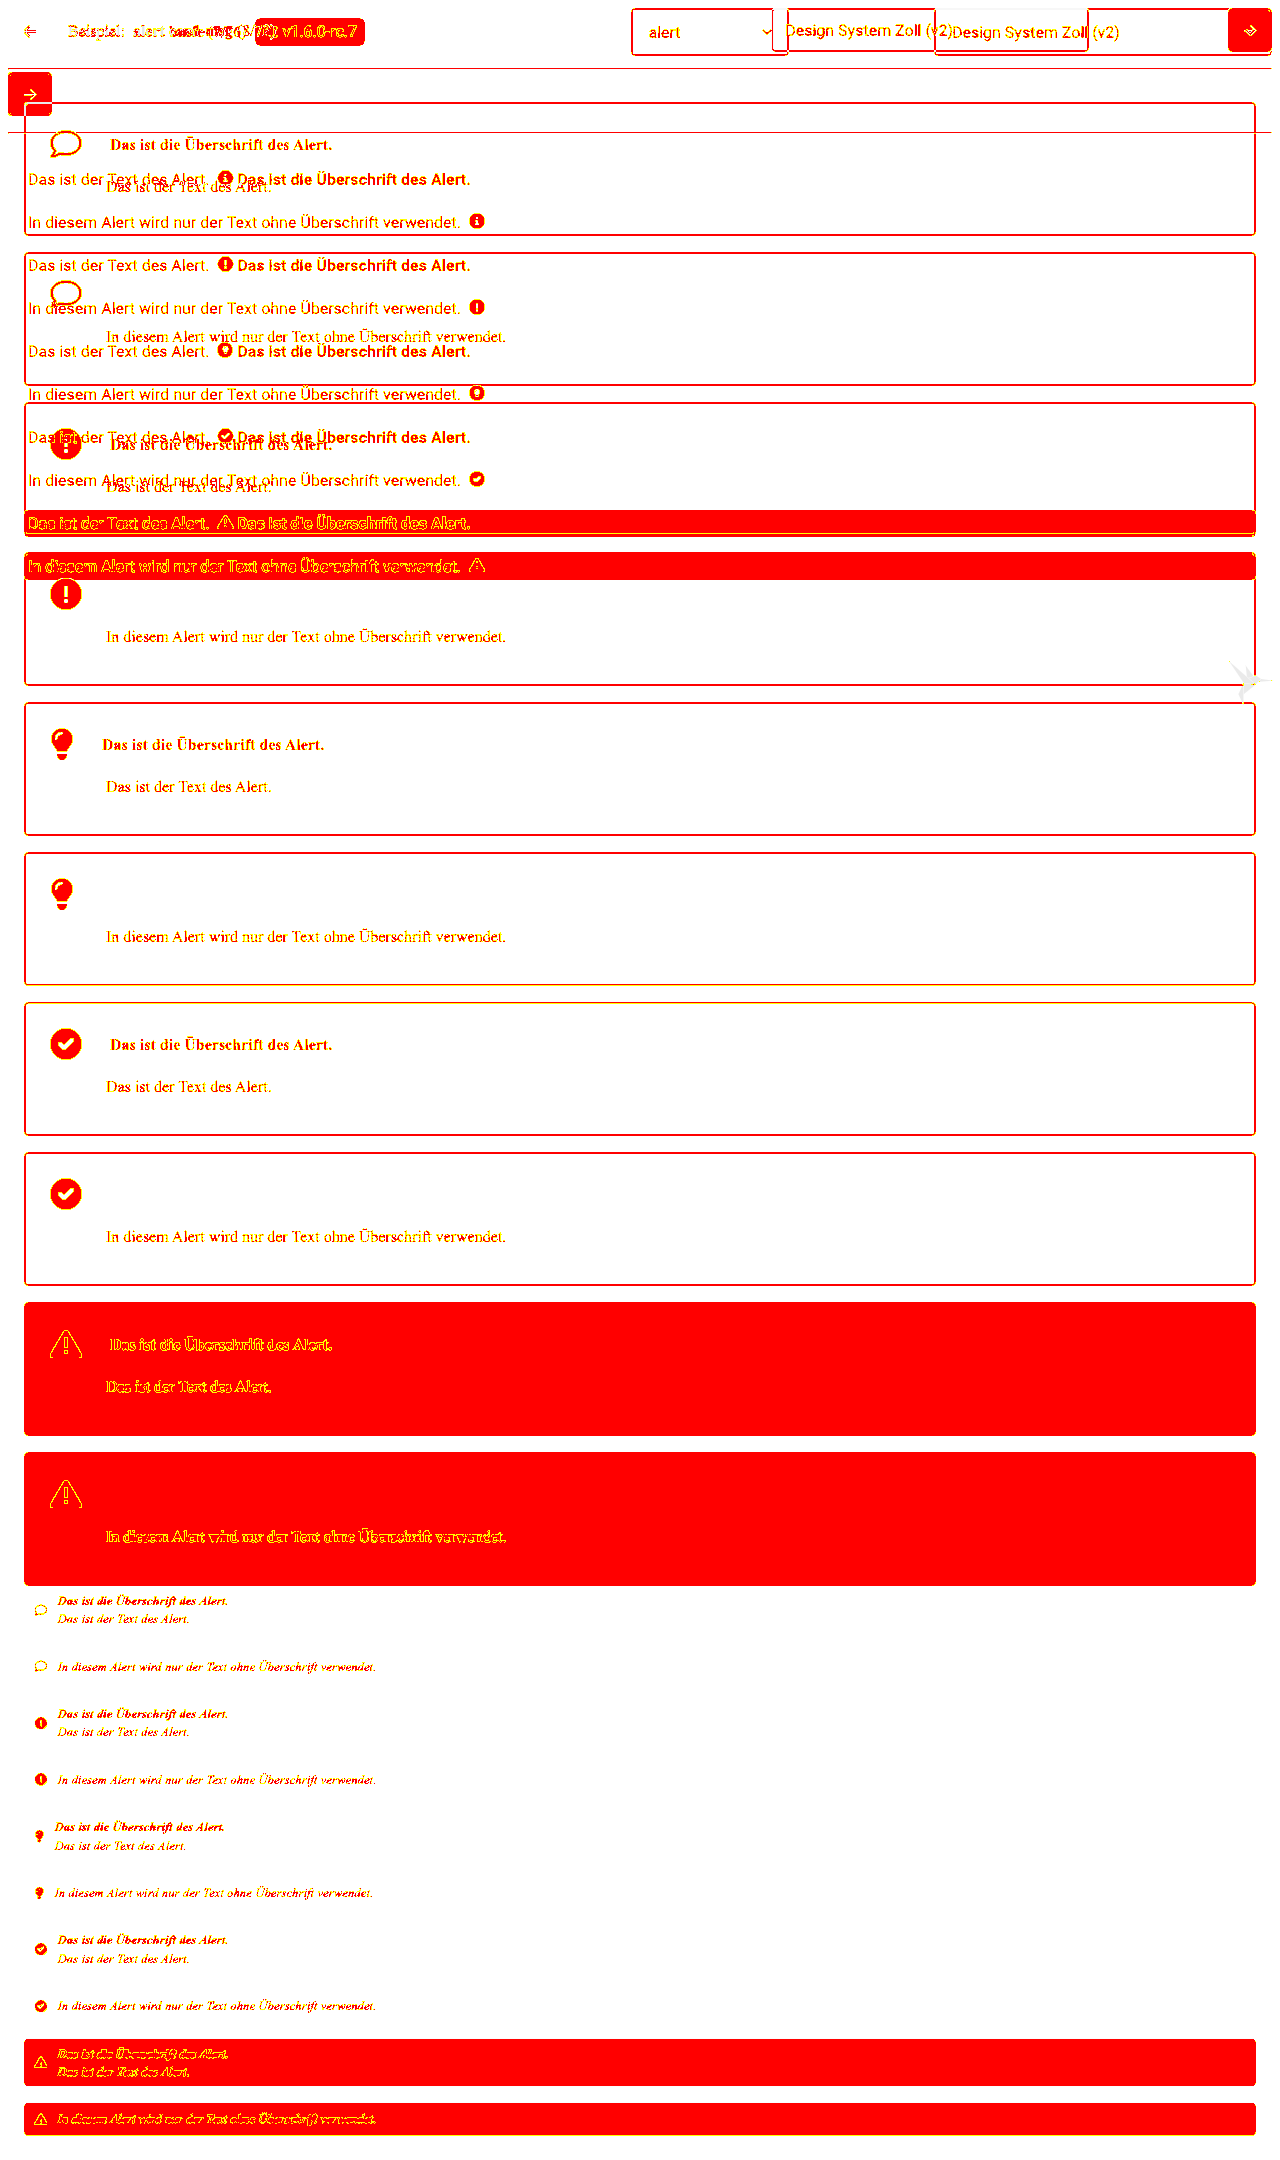 v1.6.0-rc.7
alert
Design System Zoll (v2)
Design System Zoll (v2)
Das ist die Überschrift des Alert.
Das ist der Text des Alert. Das ist die Überschrift des Alert.
Das ist der Text des Alert.
In diesem Alert wird nur der Text ohne Überschrift verwendet.
Das ist der Text des Alert. Das ist die Überschrift des Alert.
In diesem Alert wird nur der Text ohne Überschrift verwendet.
In diesem Alert wird nur der Text ohne Überschrift verwendet.
Das ist der Text des Alert. Das ist die Überschrift des Alert.
In diesem Alert wird nur der Text ohne Überschrift verwendet.
Das ist der Text des Alert. Das ist die Überschrift des Alert.
Das ist die Überschrift des Alert.
In diesem Alert wird nur der Text ohne Überschrift verwendet.
Das ist der Text des Alert.
Das ist der Text des Alert. Das ist die Überschrift des Alert.
In diesem Alert wird nur der Text ohne Überschrift verwendet.
In diesem Alert wird nur der Text ohne Überschrift verwendet.
Das ist die Überschrift des Alert.
Das ist der Text des Alert.
In diesem Alert wird nur der Text ohne Überschrift verwendet.
Das ist die Überschrift des Alert.
Das ist der Text des Alert.
In diesem Alert wird nur der Text ohne Überschrift verwendet.
Das ist die Überschrift des Alert.
Das ist der Text des Alert.
In diesem Alert wird nur der Text ohne Überschrift verwendet.
Das ist die Überschrift des Alert.
Das ist der Text des Alert.
In diesem Alert wird nur der Text ohne Überschrift verwendet.
Das ist die Überschrift des Alert.
Das ist der Text des Alert.
In diesem Alert wird nur der Text ohne Überschrift verwendet.
Das ist die Überschrift des Alert.
Das ist der Text des Alert.
In diesem Alert wird nur der Text ohne Überschrift verwendet.
Das ist die Überschrift des Alert.
Das ist der Text des Alert.
In diesem Alert wird nur der Text ohne Überschrift verwendet.
Das ist die Überschrift des Alert.
Das ist der Text des Alert.
In diesem Alert wird nur der Text ohne Überschrift verwendet.